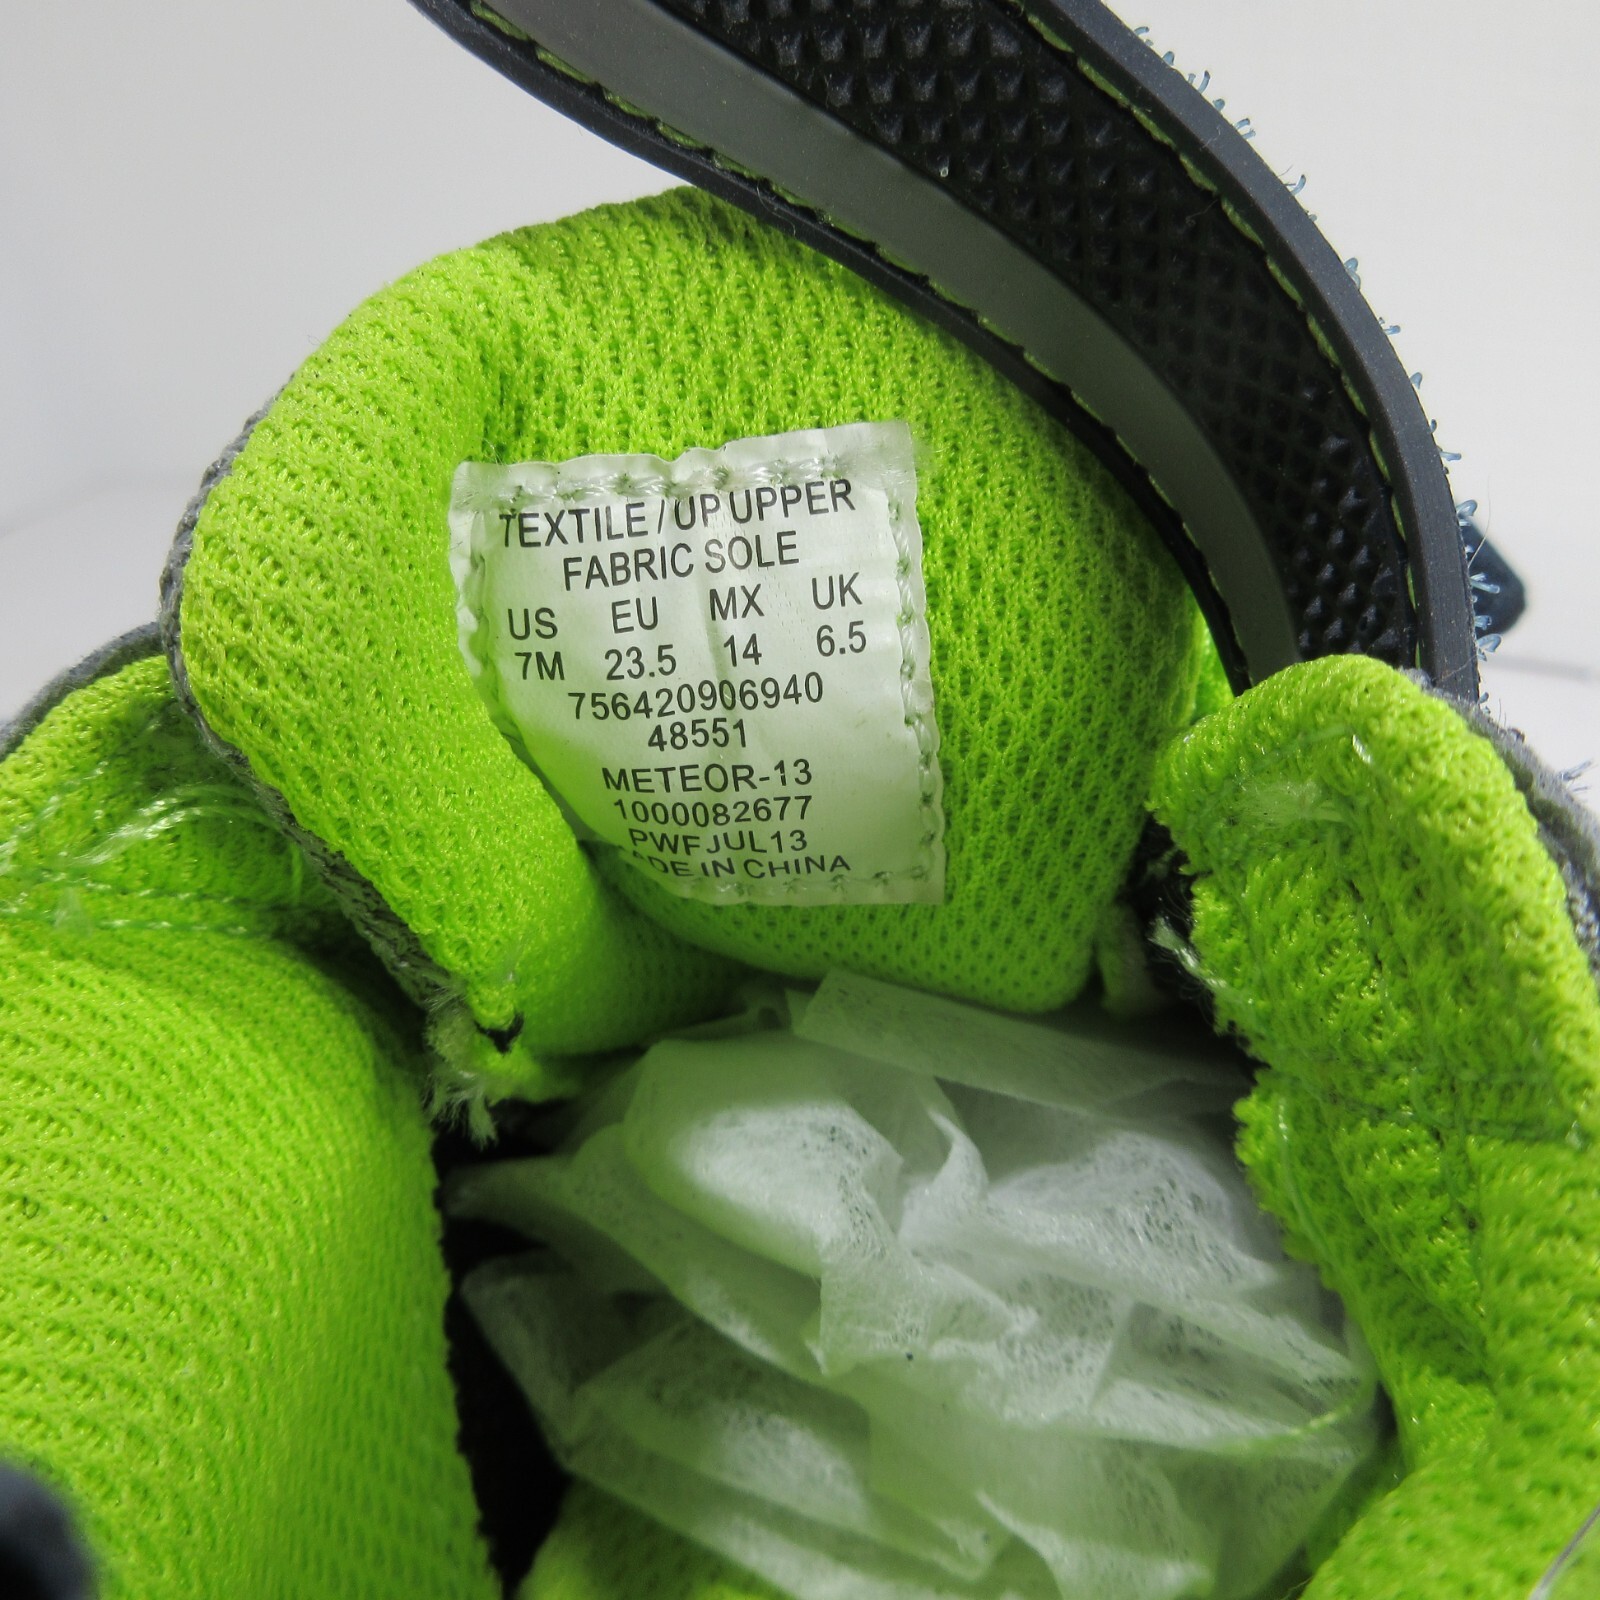 TEXTILE / UP UPPER
FABRIC SOLE
US EU MX UK
7M 23.5 14 6.5
756420906940
48551
METEOR-13
1000082677
PWFJUL13
DE IN CHINA